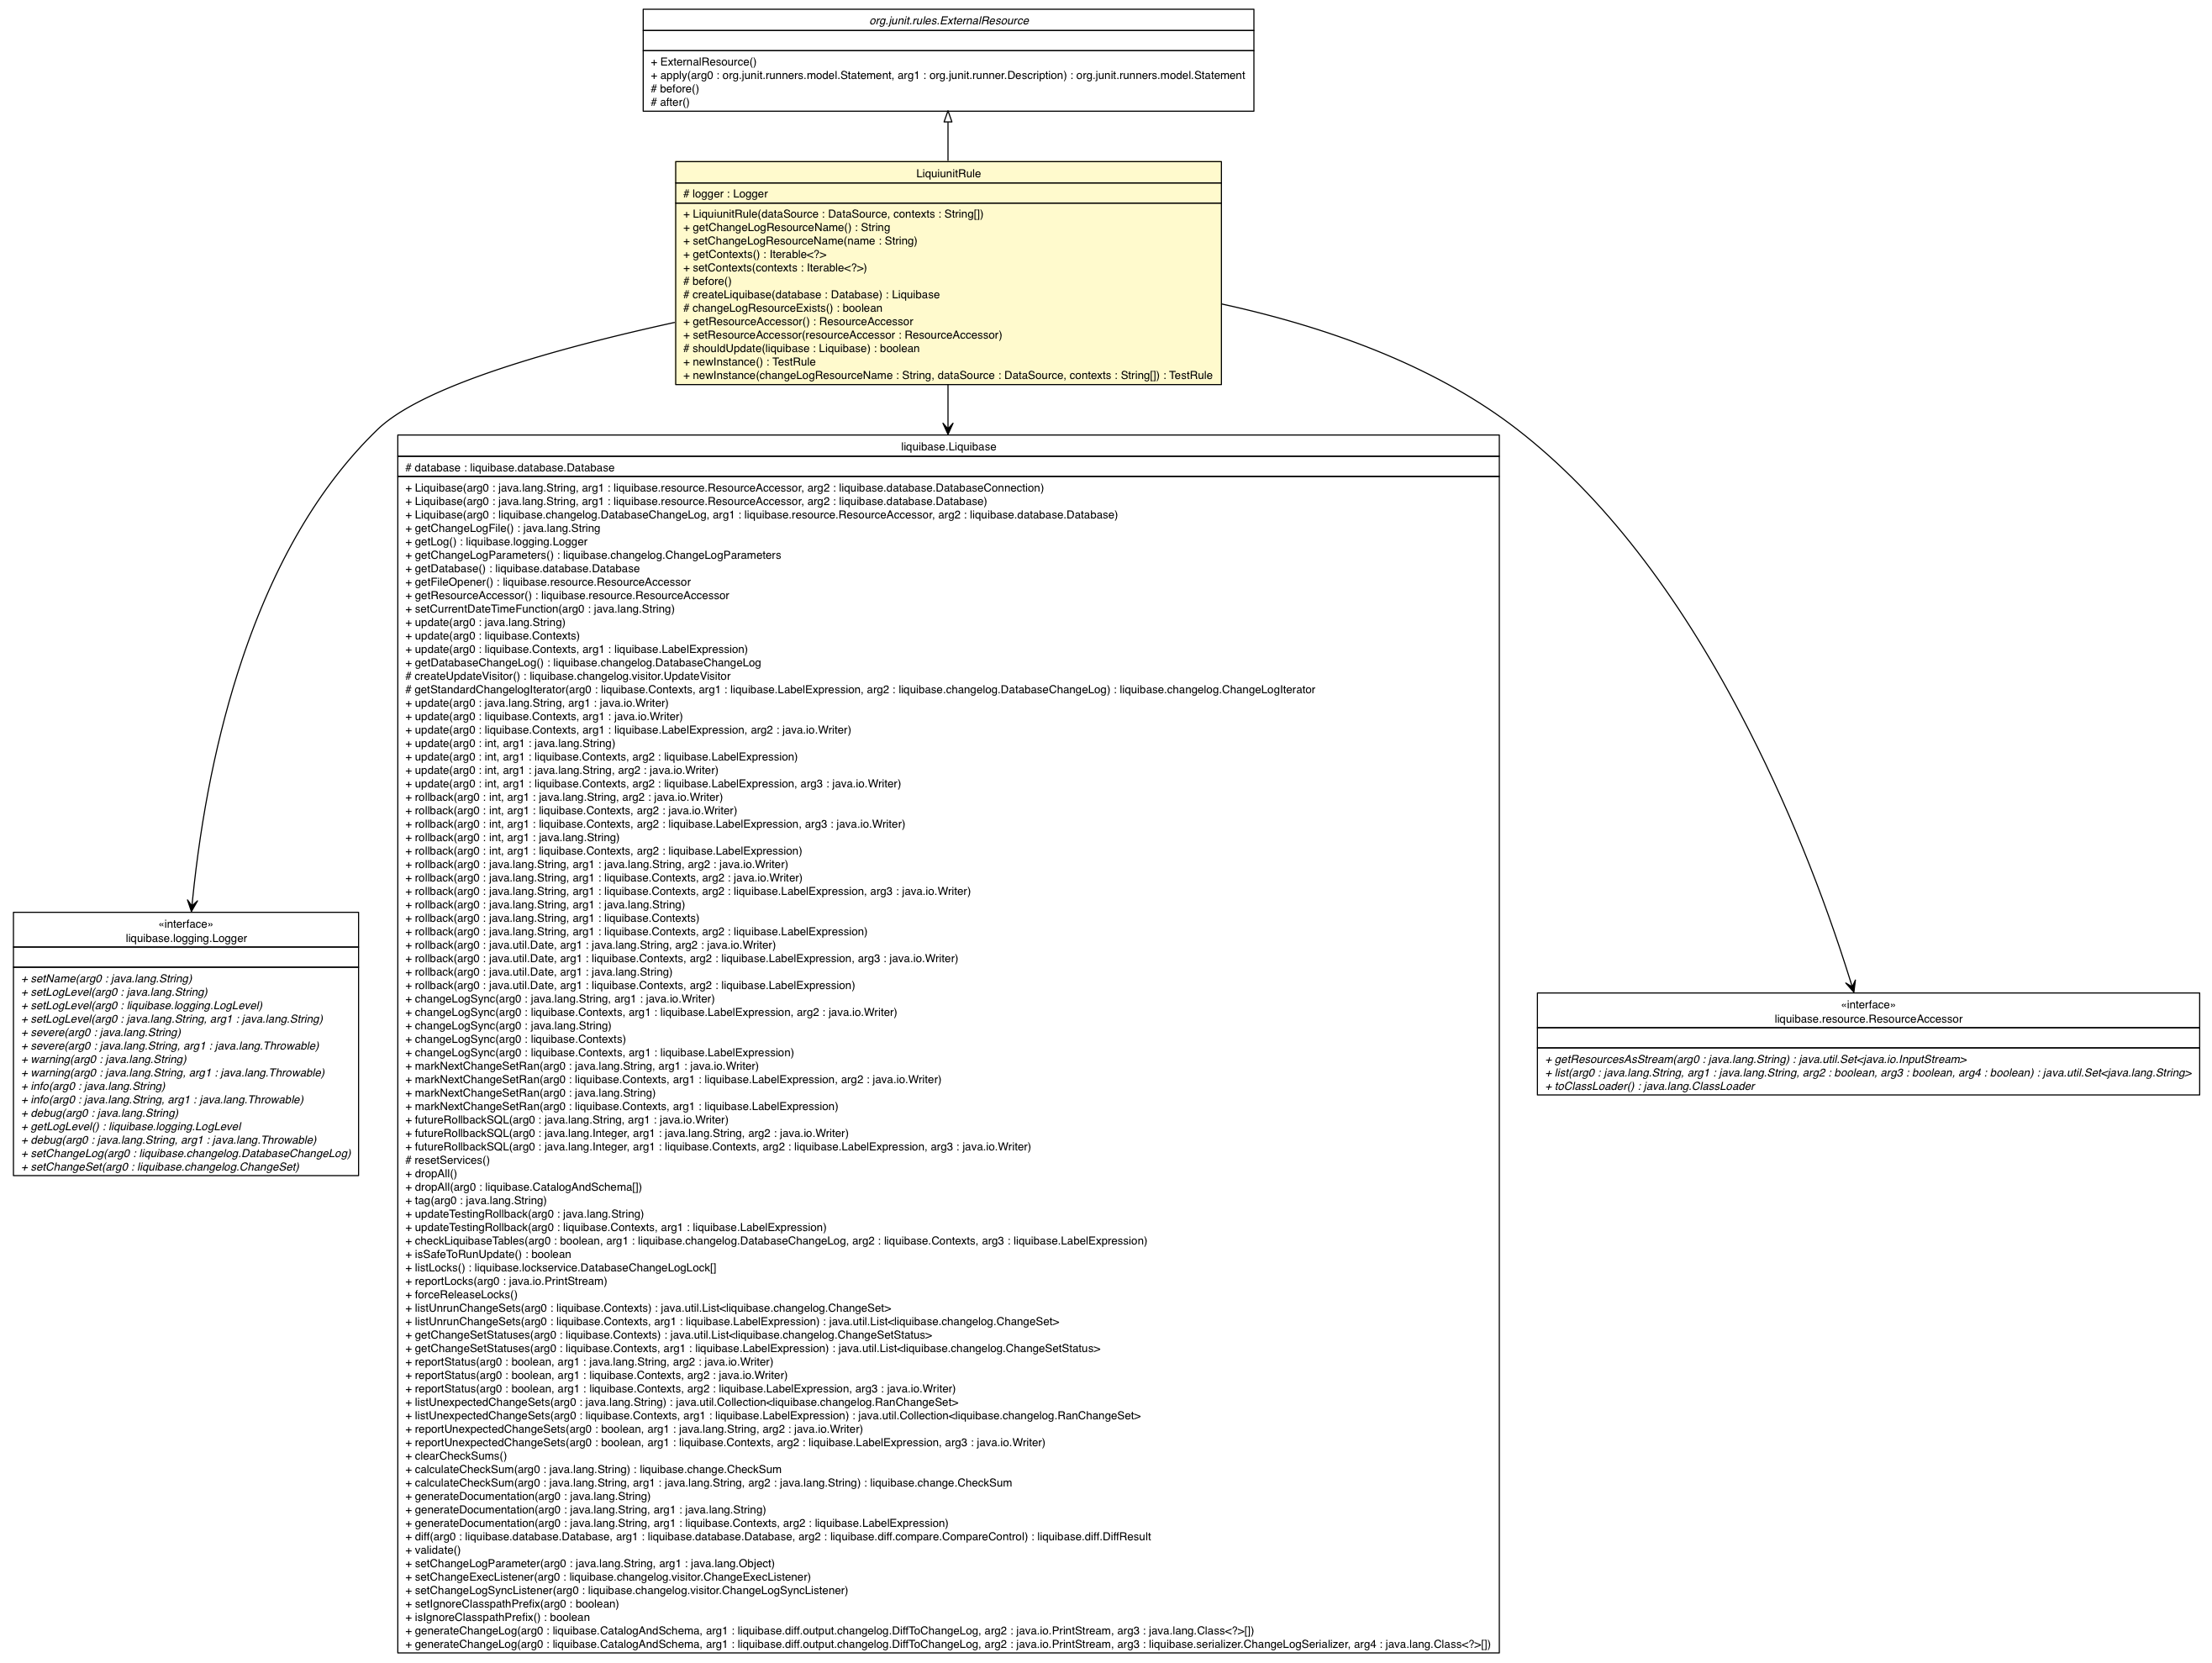 org.junit.rules.ExternalResource
+ ExternalResource()
+ apply(arg0 : org.junit.runners.model.Statement, arg1 : org.junit.runner.Description) : org.junit.runners.model.Statement
# before()
# after()
LiquiunitRule
# logger : Logger
+ LiquiunitRule(dataSource : DataSource, contexts : String[])
+ getChangeLogResourceName() : String
+ setChangeLogResourceName(name : String)
+ getContexts() : Iterable<?>
+ setContexts(contexts : Iterable<?>)
# before()
# createLiquibase(database : Database) : Liquibase
# changeLogResourceExists() : boolean
+ getResourceAccessor() : ResourceAccessor
+ setResourceAccessor(resourceAccessor : ResourceAccessor)
# shouldUpdate(liquibase : Liquibase) : boolean
+ newInstance() : TestRule
+ newInstance(changeLogResourceName : String, dataSource : DataSource, contexts : String[]) : TestRule
liquibase.Liquibase
# database : liquibase.database.Database
+ Liquibase(arg0 : java.lang.String, arg1 : liquibase.resource.ResourceAccessor, arg2 : liquibase.database.DatabaseConnection)
+ Liquibase(arg0 : java.lang.String, arg1 : liquibase.resource.ResourceAccessor, arg2 : liquibase.database.Database)
+ Liquibase(arg0 : liquibase.changelog.DatabaseChangeLog, arg1 : liquibase.resource.ResourceAccessor, arg2 : liquibase.database.Database)
+ getChangeLogFile() : java.lang.String
+ getLog() : liquibase.logging.Logger
+ getChangeLogParameters() : liquibase.changelog.ChangeLogParameters
+ getDatabase() : liquibase.database.Database
+ getFileOpener() : liquibase.resource.ResourceAccessor
+ getResourceAccessor() : liquibase.resource.ResourceAccessor
+ setCurrentDateTimeFunction(arg0 : java.lang.String)
+ update(arg0 : java.lang.String)
+ update(arg0 : liquibase.Contexts)
+ update(arg0 : liquibase.Contexts, arg1 : liquibase.LabelExpression)
+ getDatabaseChangeLog() : liquibase.changelog.DatabaseChangeLog
# createUpdateVisitor() : liquibase.changelog.visitor.UpdateVisitor
# getStandardChangelogIterator(arg0 : liquibase.Contexts, arg1 : liquibase.LabelExpression, arg2 : liquibase.changelog.DatabaseChangeLog) : liquibase.changelog.ChangeLogIterator
+ update(arg0 : java.lang.String, arg1 : java.io.Writer)
+ update(arg0 : liquibase.Contexts, arg1 : java.io.Writer)
+ update(arg0 : liquibase.Contexts, arg1 : liquibase.LabelExpression, arg2 : java.io.Writer)
+ update(arg0 : int, arg1 : java.lang.String)
+ update(arg0 : int, arg1 : liquibase.Contexts, arg2 : liquibase.LabelExpression)
+ update(arg0 : int, arg1 : java.lang.String, arg2 : java.io.Writer)
+ update(arg0 : int, arg1 : liquibase.Contexts, arg2 : liquibase.LabelExpression, arg3 : java.io.Writer)
+ rollback(arg0 : int, arg1 : java.lang.String, arg2 : java.io.Writer)
+ rollback(arg0 : int, arg1 : liquibase.Contexts, arg2 : java.io.Writer)
+ rollback(arg0 : int, arg1 : liquibase.Contexts, arg2 : liquibase.LabelExpression, arg3 : java.io.Writer)
+ rollback(arg0 : int, arg1 : java.lang.String)
+ rollback(arg0 : int, arg1 : liquibase.Contexts, arg2 : liquibase.LabelExpression)
+ rollback(arg0 : java.lang.String, arg1 : java.lang.String, arg2 : java.io.Writer)
+ rollback(arg0 : java.lang.String, arg1 : liquibase.Contexts, arg2 : java.io.Writer)
+ rollback(arg0 : java.lang.String, arg1 : liquibase.Contexts, arg2 : liquibase.LabelExpression, arg3 : java.io.Writer)
+ rollback(arg0 : java.lang.String, arg1 : java.lang.String)
+ rollback(arg0 : java.lang.String, arg1 : liquibase.Contexts)
+ rollback(arg0 : java.lang.String, arg1 : liquibase.Contexts, arg2 : liquibase.LabelExpression)
+ rollback(arg0 : java.util.Date, arg1 : java.lang.String, arg2 : java.io.Writer)
+ rollback(arg0 : java.util.Date, arg1 : liquibase.Contexts, arg2 : liquibase.LabelExpression, arg3 : java.io.Writer)
+ rollback(arg0 : java.util.Date, arg1 : java.lang.String)
+ rollback(arg0 : java.util.Date, arg1 : liquibase.Contexts, arg2 : liquibase.LabelExpression)
+ changeLogSync(arg0 : java.lang.String, arg1 : java.io.Writer)
+ changeLogSync(arg0 : liquibase.Contexts, arg1 : liquibase.LabelExpression, arg2 : java.io.Writer)
+ changeLogSync(arg0 : java.lang.String)
+ changeLogSync(arg0 : liquibase.Contexts)
+ changeLogSync(arg0 : liquibase.Contexts, arg1 : liquibase.LabelExpression)
+ markNextChangeSetRan(arg0 : java.lang.String, arg1 : java.io.Writer)
+ markNextChangeSetRan(arg0 : liquibase.Contexts, arg1 : liquibase.LabelExpression, arg2 : java.io.Writer)
+ markNextChangeSetRan(arg0 : java.lang.String)
+ markNextChangeSetRan(arg0 : liquibase.Contexts, arg1 : liquibase.LabelExpression)
+ futureRollbackSQL(arg0 : java.lang.String, arg1 : java.io.Writer)
+ futureRollbackSQL(arg0 : java.lang.Integer, arg1 : java.lang.String, arg2 : java.io.Writer)
+ futureRollbackSQL(arg0 : java.lang.Integer, arg1 : liquibase.Contexts, arg2 : liquibase.LabelExpression, arg3 : java.io.Writer)
# resetServices()
+ dropAll()
+ dropAll(arg0 : liquibase.CatalogAndSchema[])
+ tag(arg0 : java.lang.String)
+ updateTestingRollback(arg0 : java.lang.String)
+ updateTestingRollback(arg0 : liquibase.Contexts, arg1 : liquibase.LabelExpression)
+ checkLiquibaseTables(arg0 : boolean, arg1 : liquibase.changelog.DatabaseChangeLog, arg2 : liquibase.Contexts, arg3 : liquibase.LabelExpression)
+ isSafeToRunUpdate() : boolean
+ listLocks() : liquibase.lockservice.DatabaseChangeLogLock[]
+ reportLocks(arg0 : java.io.PrintStream)
+ forceReleaseLocks()
+ listUnrunChangeSets(arg0 : liquibase.Contexts) : java.util.List<liquibase.changelog.ChangeSet>
+ listUnrunChangeSets(arg0 : liquibase.Contexts, arg1 : liquibase.LabelExpression) : java.util.List<liquibase.changelog.ChangeSet>
+ getChangeSetStatuses(arg0 : liquibase.Contexts) : java.util.List<liquibase.changelog.ChangeSetStatus>
+ getChangeSetStatuses(arg0 : liquibase.Contexts, arg1 : liquibase.LabelExpression) : java.util.List<liquibase.changelog.ChangeSetStatus>
+ reportStatus(arg0 : boolean, arg1 : java.lang.String, arg2 : java.io.Writer)
+ reportStatus(arg0 : boolean, arg1 : liquibase.Contexts, arg2 : java.io.Writer)
+ reportStatus(arg0 : boolean, arg1 : liquibase.Contexts, arg2 : liquibase.LabelExpression, arg3 : java.io.Writer)
+ listUnexpectedChangeSets(arg0 : java.lang.String) : java.util.Collection<liquibase.changelog.RanChangeSet>
+ listUnexpectedChangeSets(arg0 : liquibase.Contexts, arg1 : liquibase.LabelExpression) : java.util.Collection<liquibase.changelog.RanChangeSet>
+ reportUnexpectedChangeSets(arg0 : boolean, arg1 : java.lang.String, arg2 : java.io.Writer)
+ reportUnexpectedChangeSets(arg0 : boolean, arg1 : liquibase.Contexts, arg2 : liquibase.LabelExpression, arg3 : java.io.Writer)
+ clearCheckSums()
+ calculateCheckSum(arg0 : java.lang.String) : liquibase.change.CheckSum
+ calculateCheckSum(arg0 : java.lang.String, arg1 : java.lang.String, arg2 : java.lang.String) : liquibase.change.CheckSum
+ generateDocumentation(arg0 : java.lang.String)
+ generateDocumentation(arg0 : java.lang.String, arg1 : java.lang.String)
+ generateDocumentation(arg0 : java.lang.String, arg1 : liquibase.Contexts, arg2 : liquibase.LabelExpression)
+ diff(arg0 : liquibase.database.Database, arg1 : liquibase.database.Database, arg2 : liquibase.diff.compare.CompareControl) : liquibase.diff.DiffResult
+ validate()
+ setChangeLogParameter(arg0 : java.lang.String, arg1 : java.lang.Object)
+ setChangeExecListener(arg0 : liquibase.changelog.visitor.ChangeExecListener)
+ setChangeLogSyncListener(arg0 : liquibase.changelog.visitor.ChangeLogSyncListener)
+ setIgnoreClasspathPrefix(arg0 : boolean)
+ isIgnoreClasspathPrefix() : boolean
+ generateChangeLog(arg0 : liquibase.CatalogAndSchema, arg1 : liquibase.diff.output.changelog.DiffToChangeLog, arg2 : java.io.PrintStream, arg3 : java.lang.Class<?>[])
+ generateChangeLog(arg0 : liquibase.CatalogAndSchema, arg1 : liquibase.diff.output.changelog.DiffToChangeLog, arg2 : java.io.PrintStream, arg3 : liquibase.serializer.ChangeLogSerializer, arg4 : java.lang.Class<?>[])
«interface»
liquibase.logging.Logger
+ setName(arg0 : java.lang.String)
+ setLogLevel(arg0 : java.lang.String)
+ setLogLevel(arg0 : liquibase.logging.LogLevel)
+ setLogLevel(arg0 : java.lang.String, arg1 : java.lang.String)
+ severe(arg0 : java.lang.String)
+ severe(arg0 : java.lang.String, arg1 : java.lang.Throwable)
+ warning(arg0 : java.lang.String)
+ warning(arg0 : java.lang.String, arg1 : java.lang.Throwable)
+ info(arg0 : java.lang.String)
+ info(arg0 : java.lang.String, arg1 : java.lang.Throwable)
+ debug(arg0 : java.lang.String)
+ getLogLevel() : liquibase.logging.LogLevel
+ debug(arg0 : java.lang.String, arg1 : java.lang.Throwable)
+ setChangeLog(arg0 : liquibase.changelog.DatabaseChangeLog)
+ setChangeSet(arg0 : liquibase.changelog.ChangeSet)
«interface»
liquibase.resource.ResourceAccessor
+ getResourcesAsStream(arg0 : java.lang.String) : java.util.Set<java.io.InputStream>
+ list(arg0 : java.lang.String, arg1 : java.lang.String, arg2 : boolean, arg3 : boolean, arg4 : boolean) : java.util.Set<java.lang.String>
+ toClassLoader() : java.lang.ClassLoader